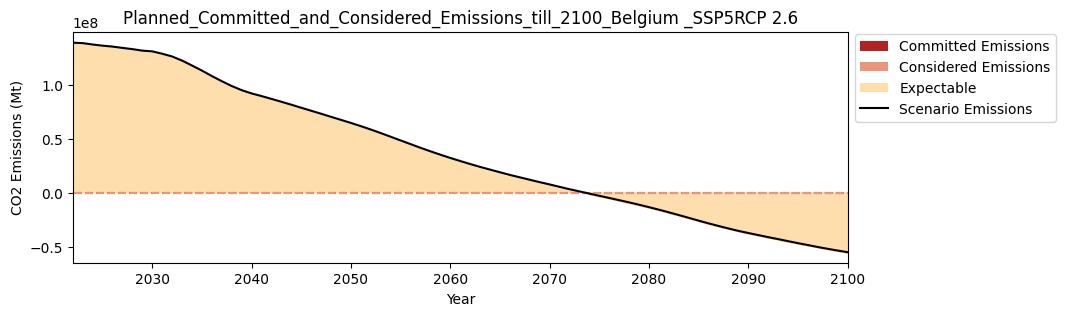 Planned_Committed_and_Considered_Emissions_till_2100_Belgium _SSP5RCP 2.6
1e8
1.0
0.5
0.0
−0.5
CO2 Emissions (Mt)
2030 2040 2050 2060 2070 2080 2090 2100
Year
Committed Emissions
Considered Emissions
Expectable
Scenario Emissions